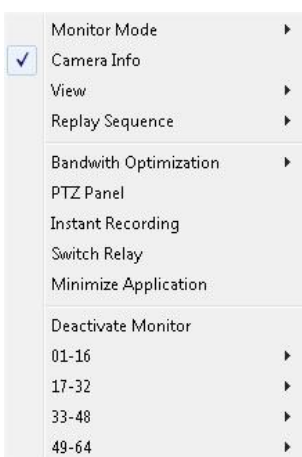 Monitor Mode
Camera Info
View
Replay Sequence
Bandwith Optimization
PTZ Panel
Instant Recording
Switch Relay
Minimize Application
Deactivate Monitor
01-16
17-32
33-48
49-64